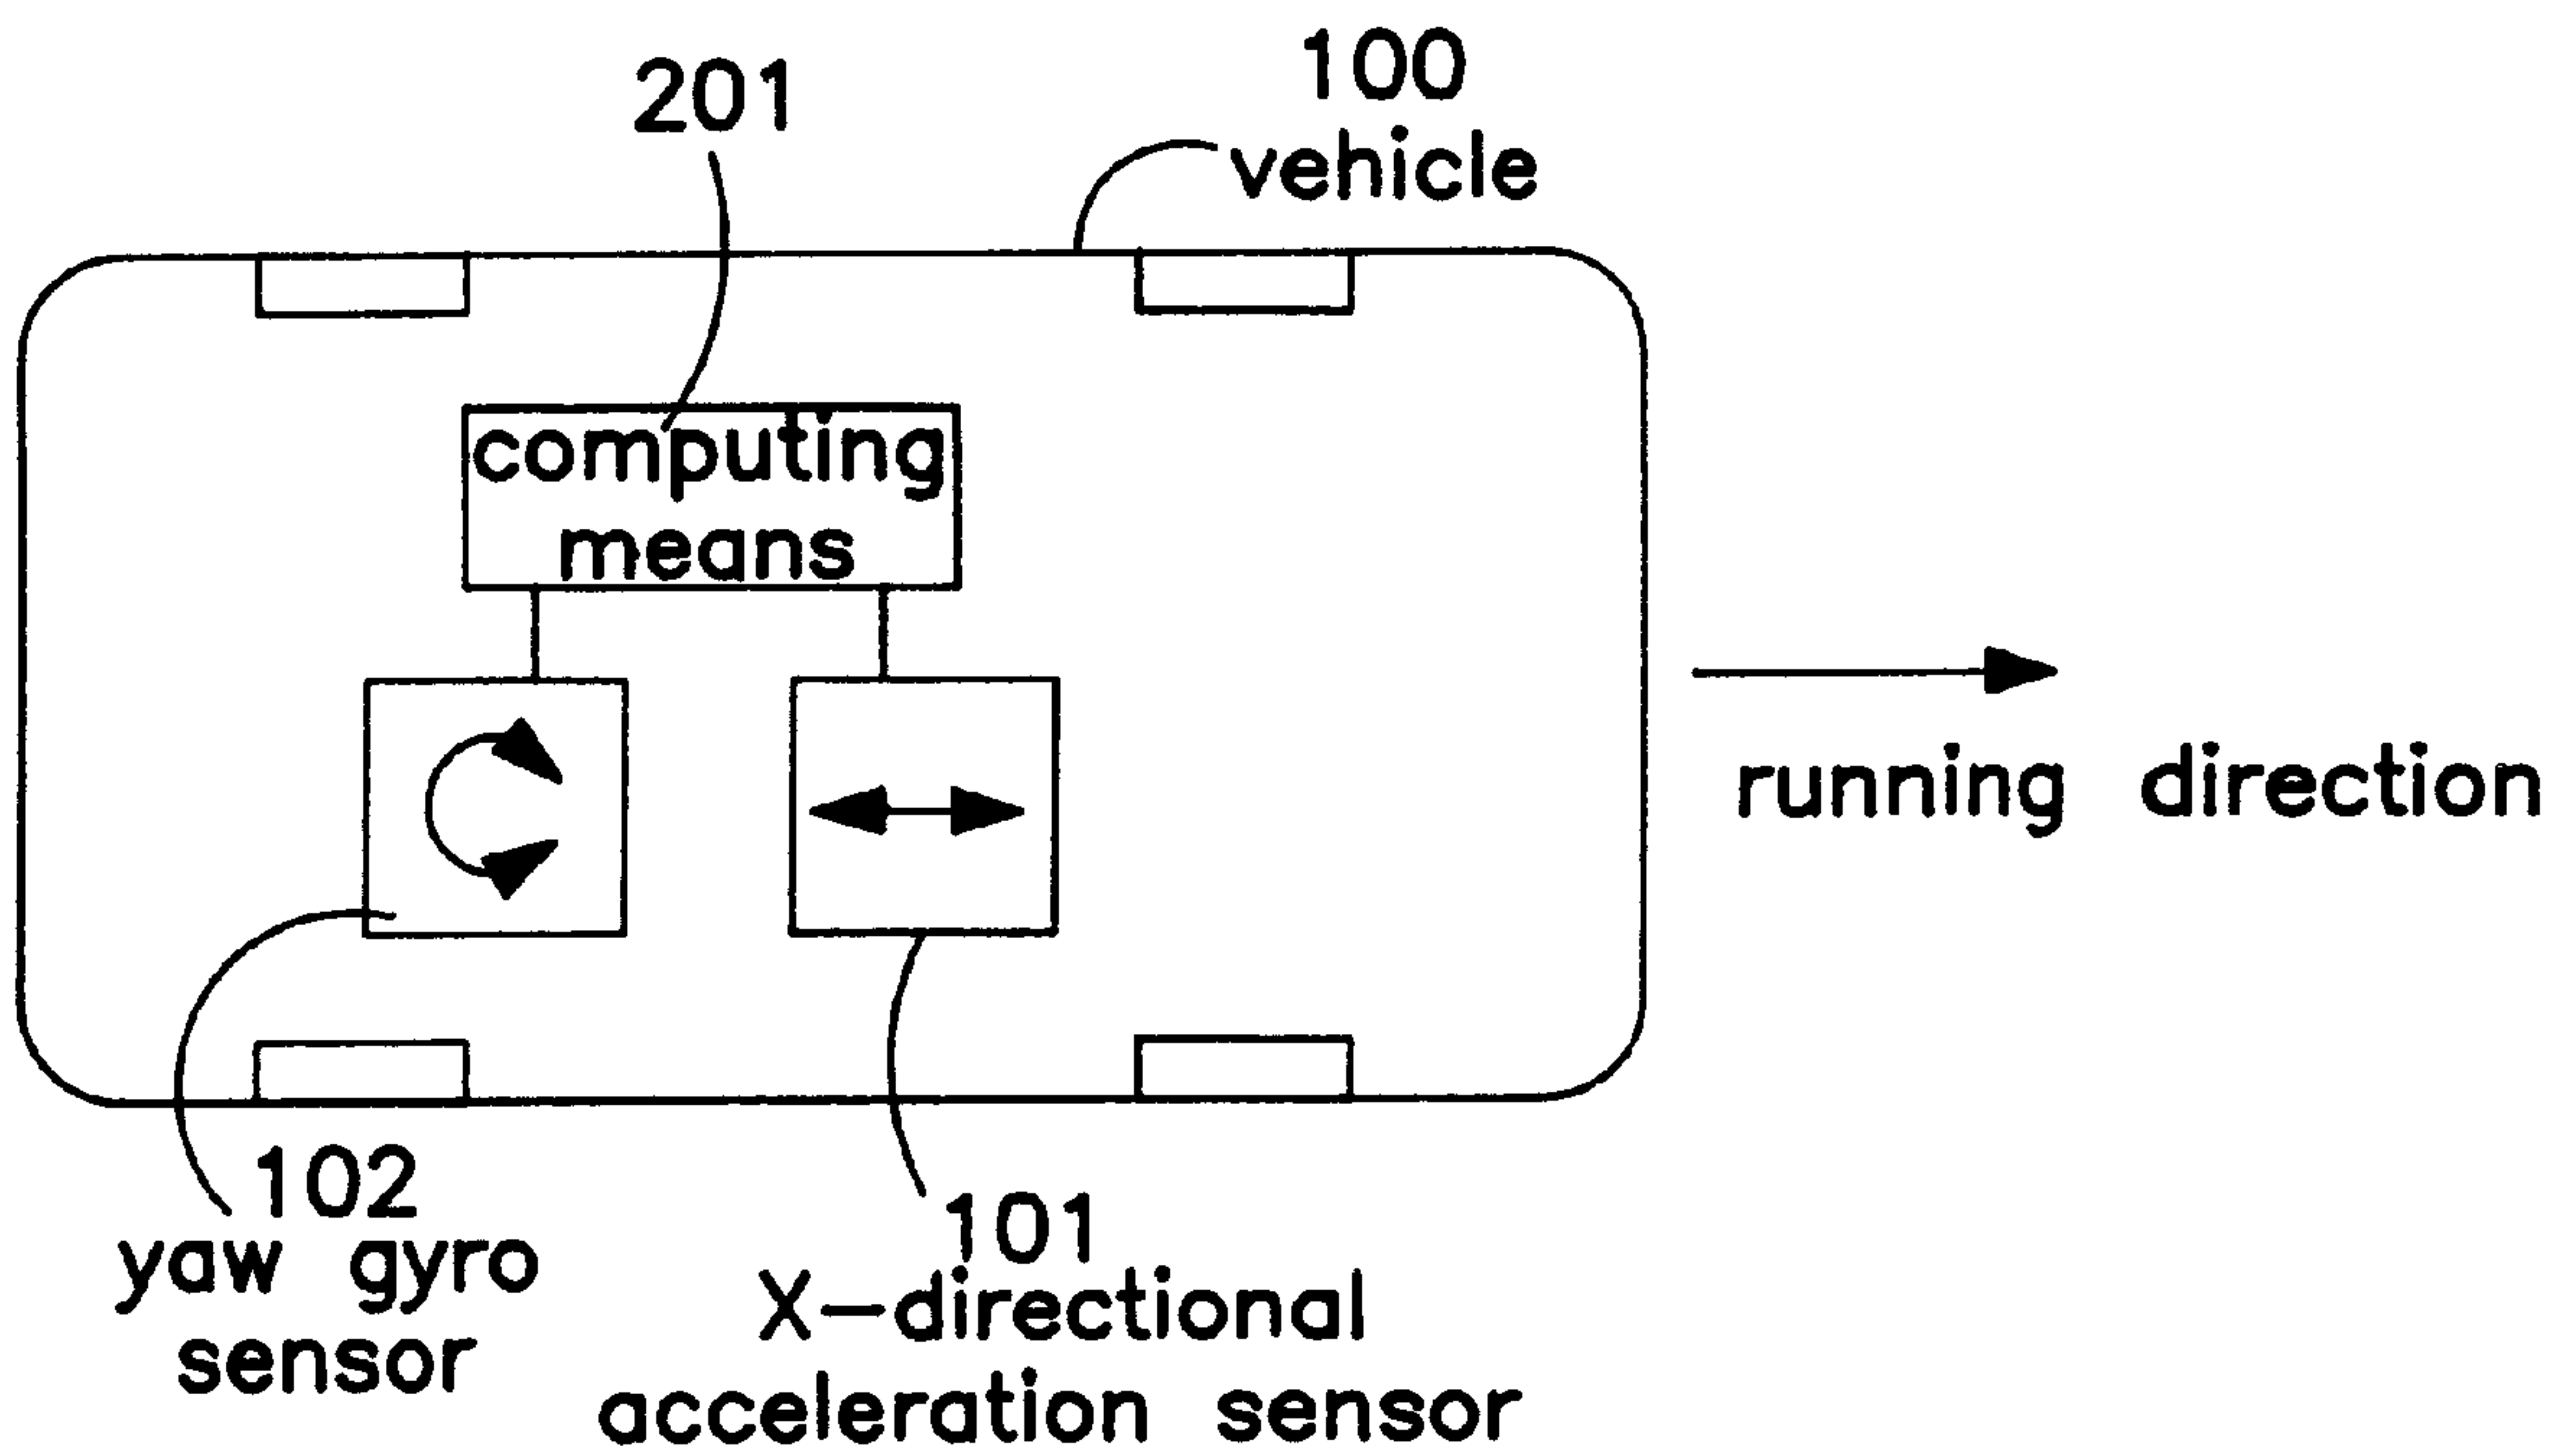 201
100
vehicle
computing
means
running direction
102
yaw gyro
sensor
101
X-directional
acceleration sensor